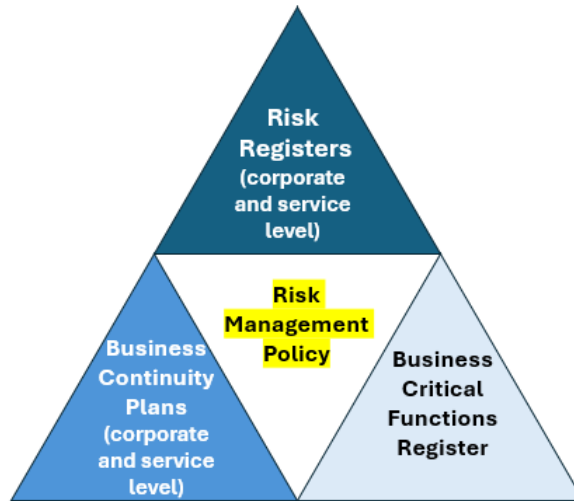 Risk
Registers
(corporate
and service
level)
Risk
Management
Policy
Business
Continuity
Plans
(corporate
and service
level)
Business
Critical
Functions
Register